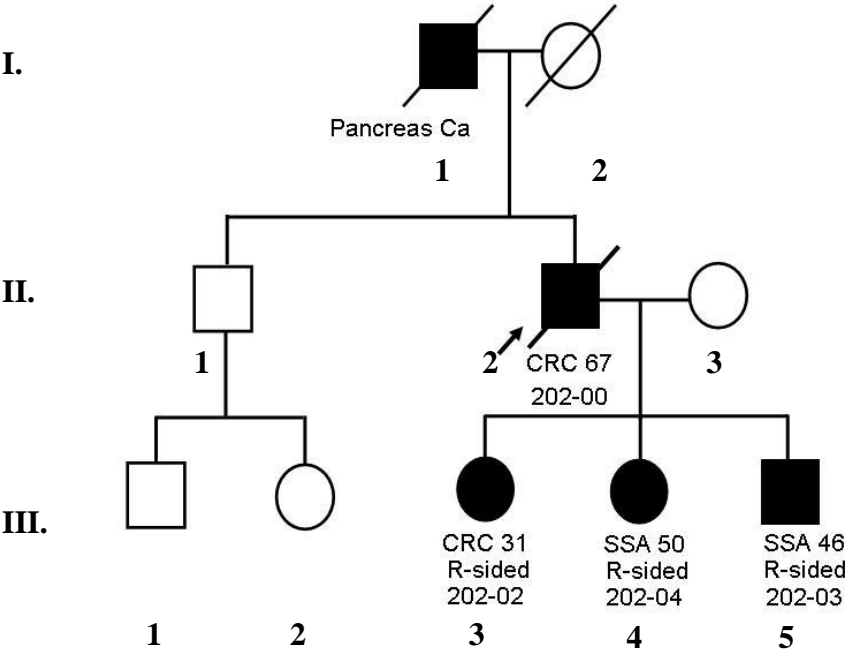 I.
Pancreas Ca
1 2
II.
1 2 3
CRC 67
202-00
III.
CRC 31
R-sided
202-02
SSA 50
R-sided
202-04
SSA 46
R-sided
202-03
1 2 3 4 5